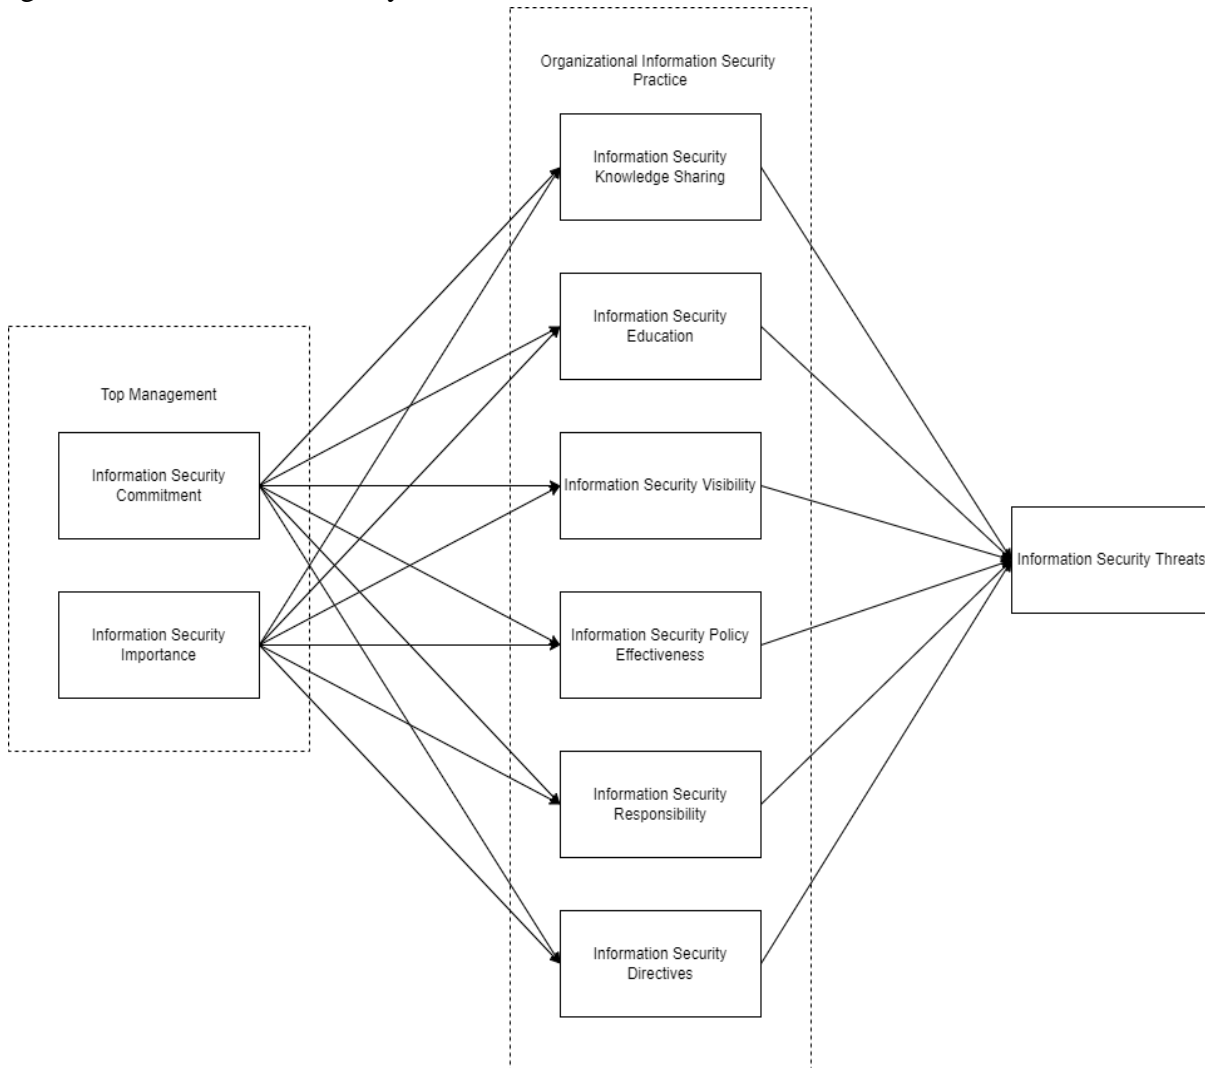 Organizational Information Security
Practice
Information Security
Knowledge Sharing
Information Security
Education
Top Management
Information Security
Commitment
Information Security Visibility
Information Security Threats
Information Security
Importance
Information Security Policy
Effectiveness
Information Security
Responsibility
Information Security
Directives